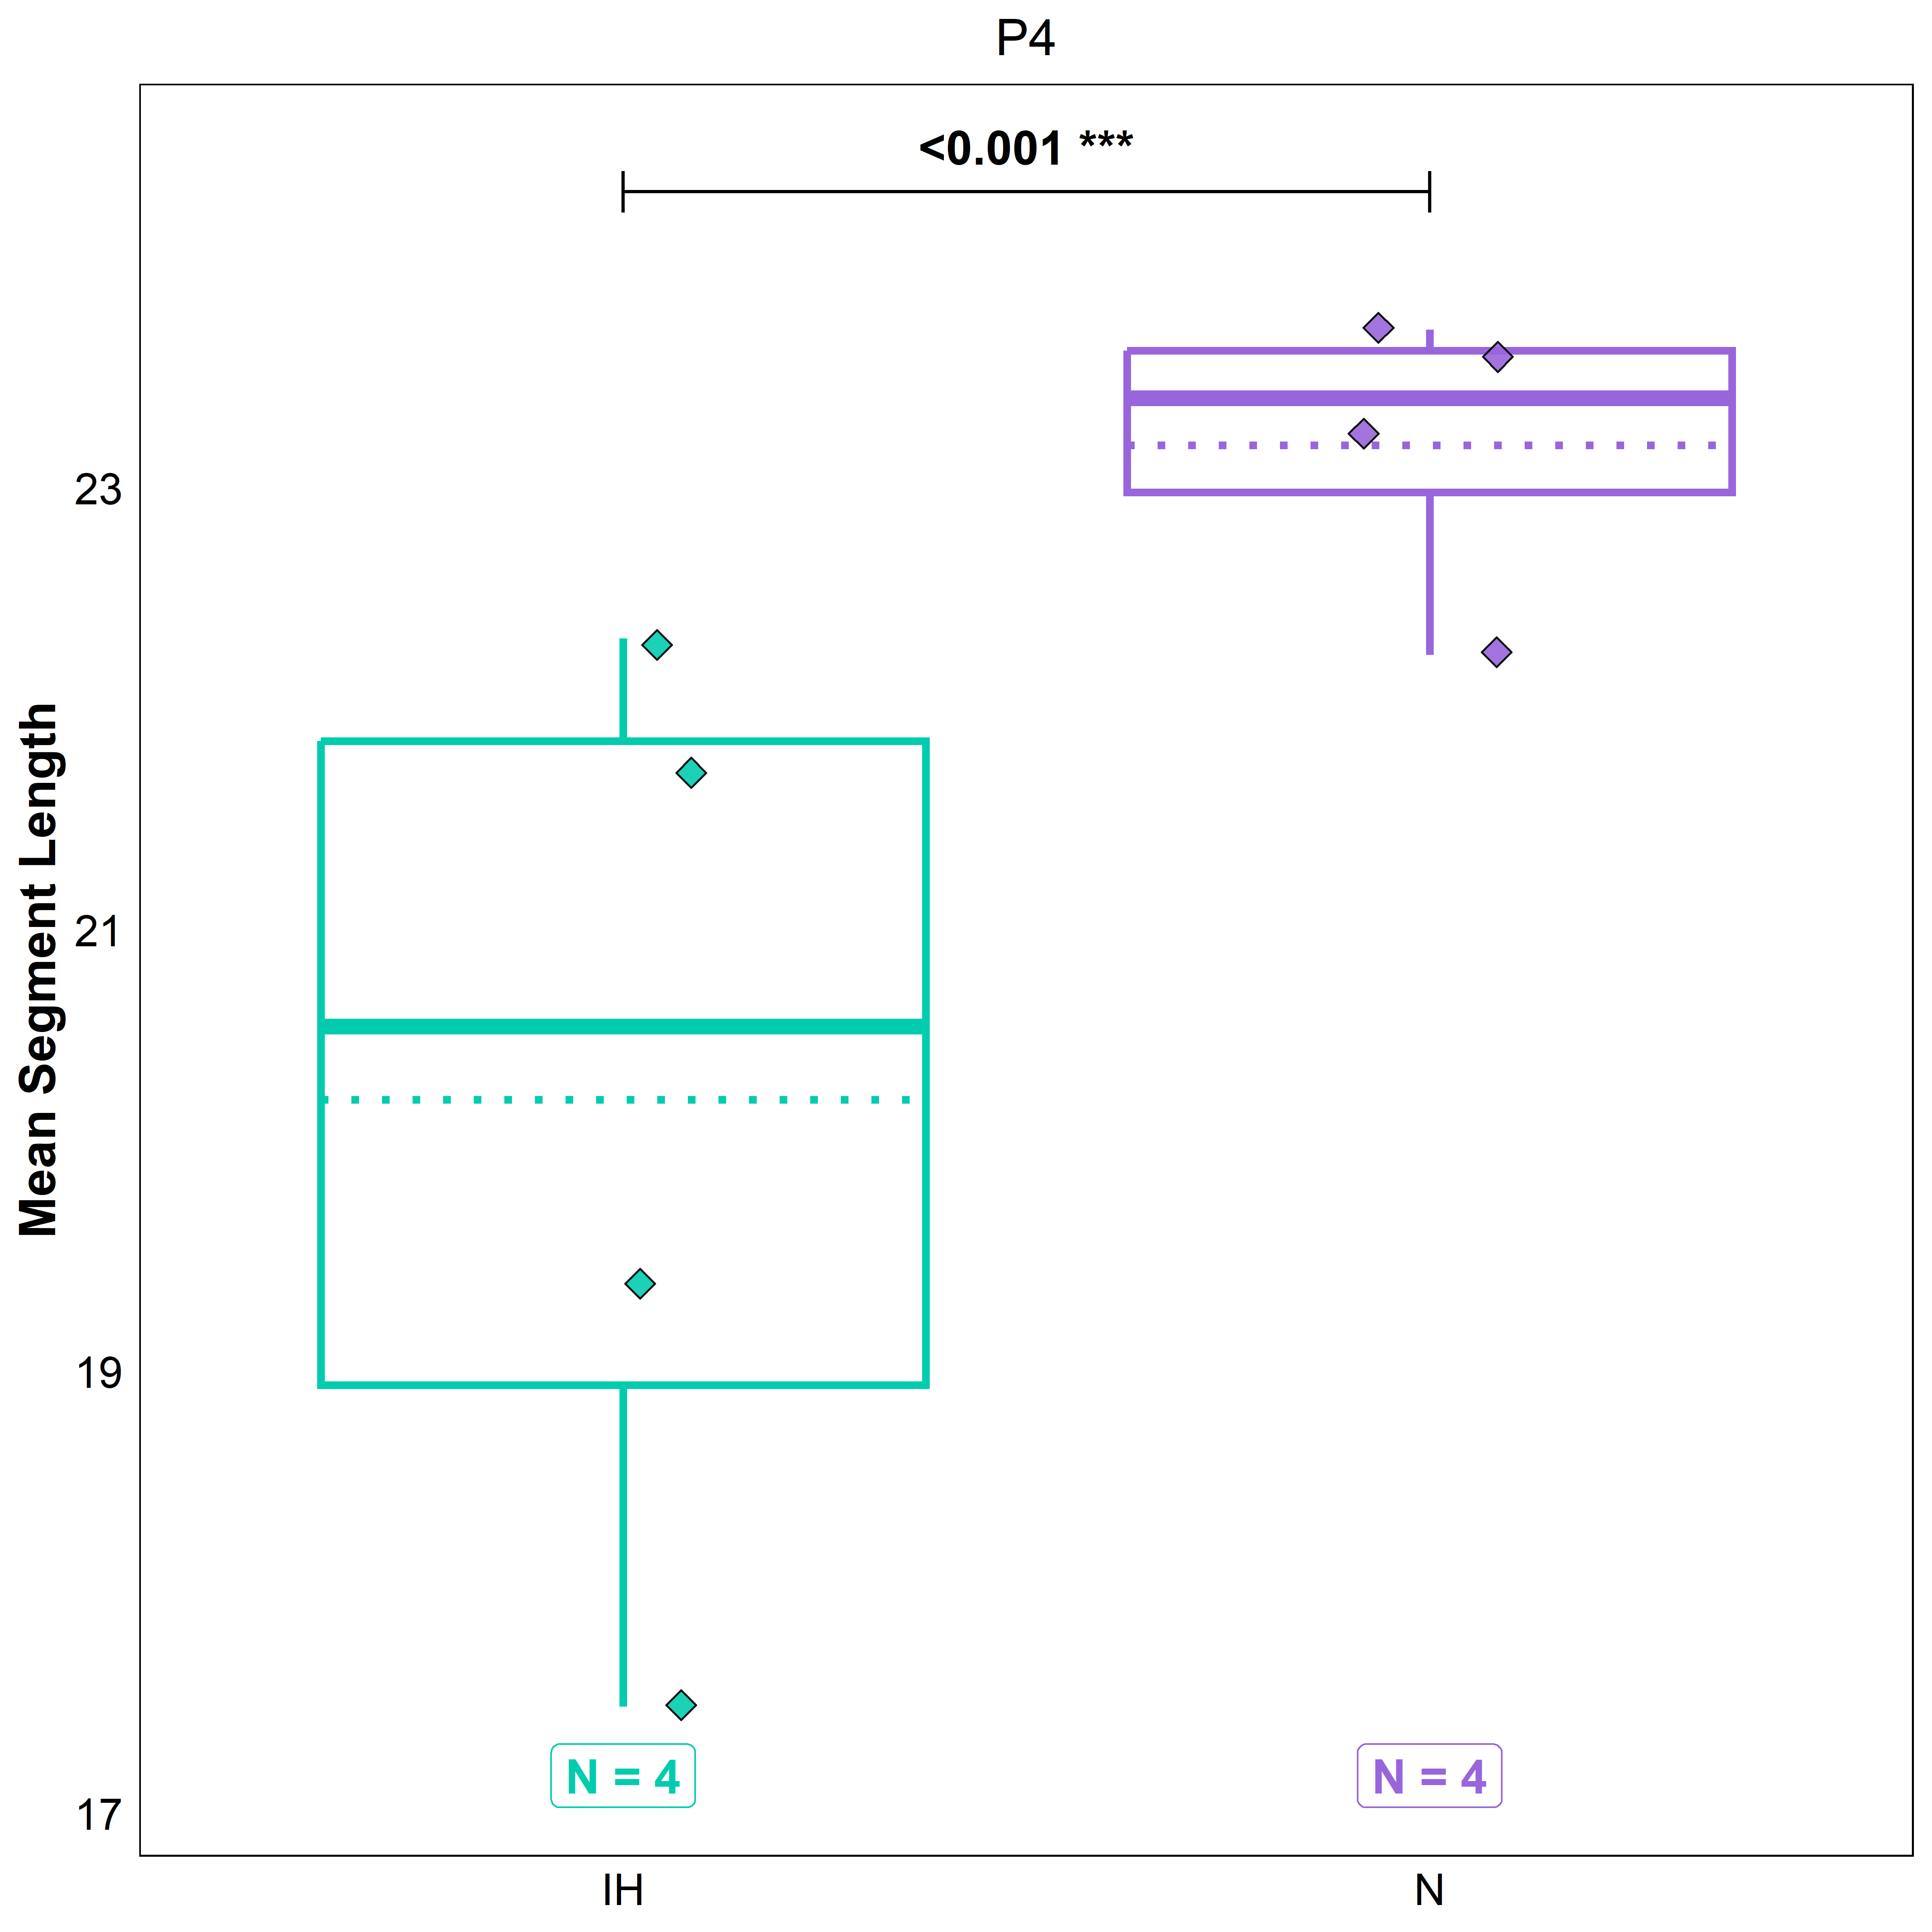 P4
<0.001 ***
Mean Segment Length
23
21
19
17
N = 4
N = 4
IH
N